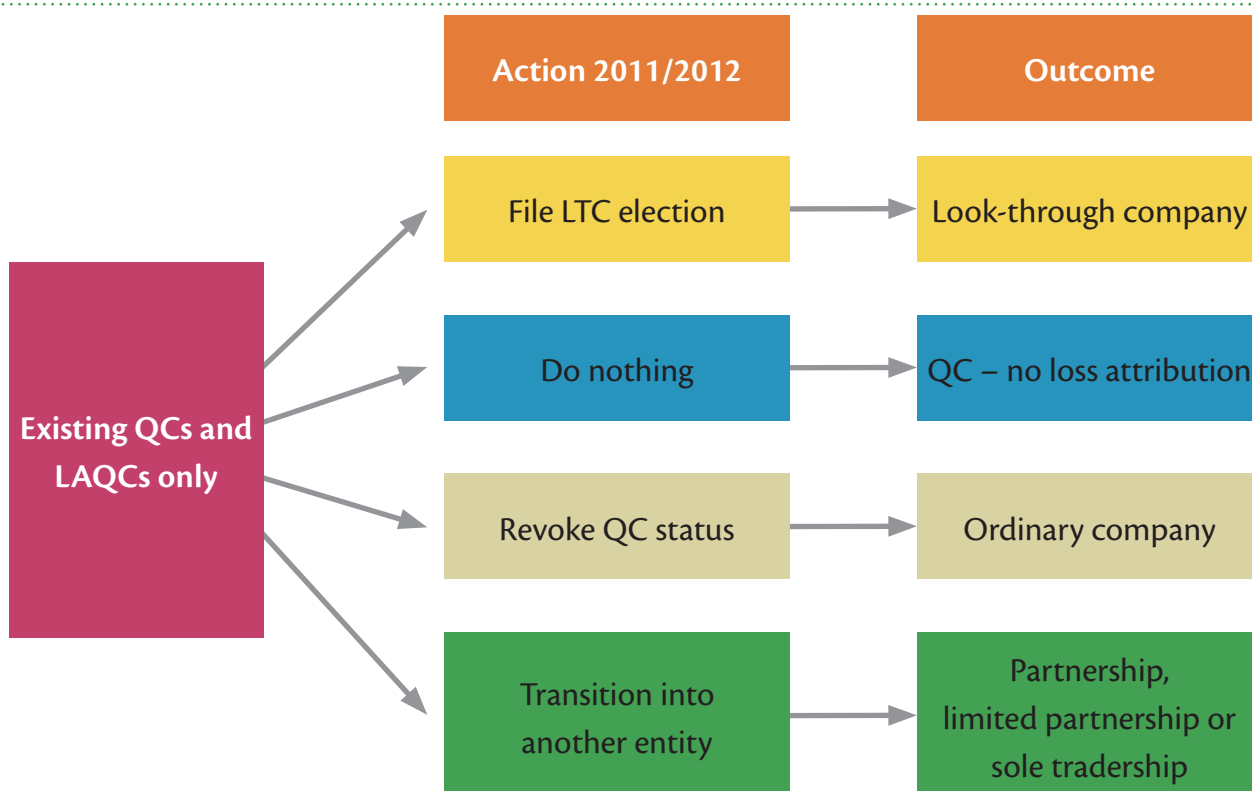 Action 2011/2012
Outcome
File LTC election
Look-through company
Existing QCs and
LAQCs only
Do nothing
QC – no loss attribution
Revoke QC status
Ordinary company
Transition into
another entity
Partnership,
limited partnership or
sole tradership